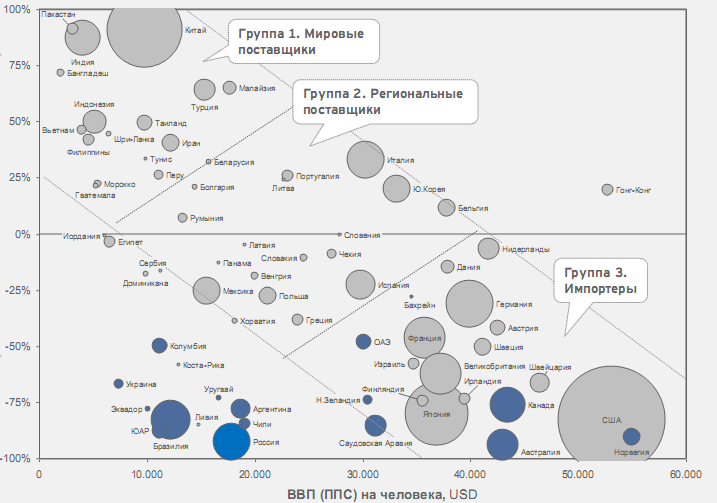 100%
Пакастан
Китай
Группа 1. Мировые
поставщики
Индия
75%
Бангладеш
Турция
Малайзия
Группа 2. Региональные
поставщики
Индонезия
50%
Вьетнам
Шри-Ланка
Таиланд
Филиппины
Иран
Тунис
Беларусия
Италия
25%
Марокко
Гватемала
Перу
Болгария
Португалия
Литва
Ю.Корея
Гонг-Конг
Бельгия
Румыния
0%
Иордания
Египет
Латвия
Словения
Нидерланды
Словакия
Чехия
Сербия
Доминикана
Панама
Венгрия
Дания
Группа 3.
Импортеры
-25%
Мексика
Польша
Испания
Бахрейн
Германия
Хорватия
Греция
Австрия
-50%
Колумбия
ОАЭ
Франция
Швеция
Коста-Рика
Израиль
Великобритания
Швейцария
Украина
Уругвай
Финляндия
Ирландия
-75%
Эквадор
Ливия
Аргентина
Н.Зеландия
Япония
Канада
США
ЮАР
Чили
Бразилия
Россия
Саудовская Аравия
Австралия
Норвегия
-100%
0
10.000
20.000
30.000
40.000
50.000
60.000
ВВП (ППС) на человека, USD